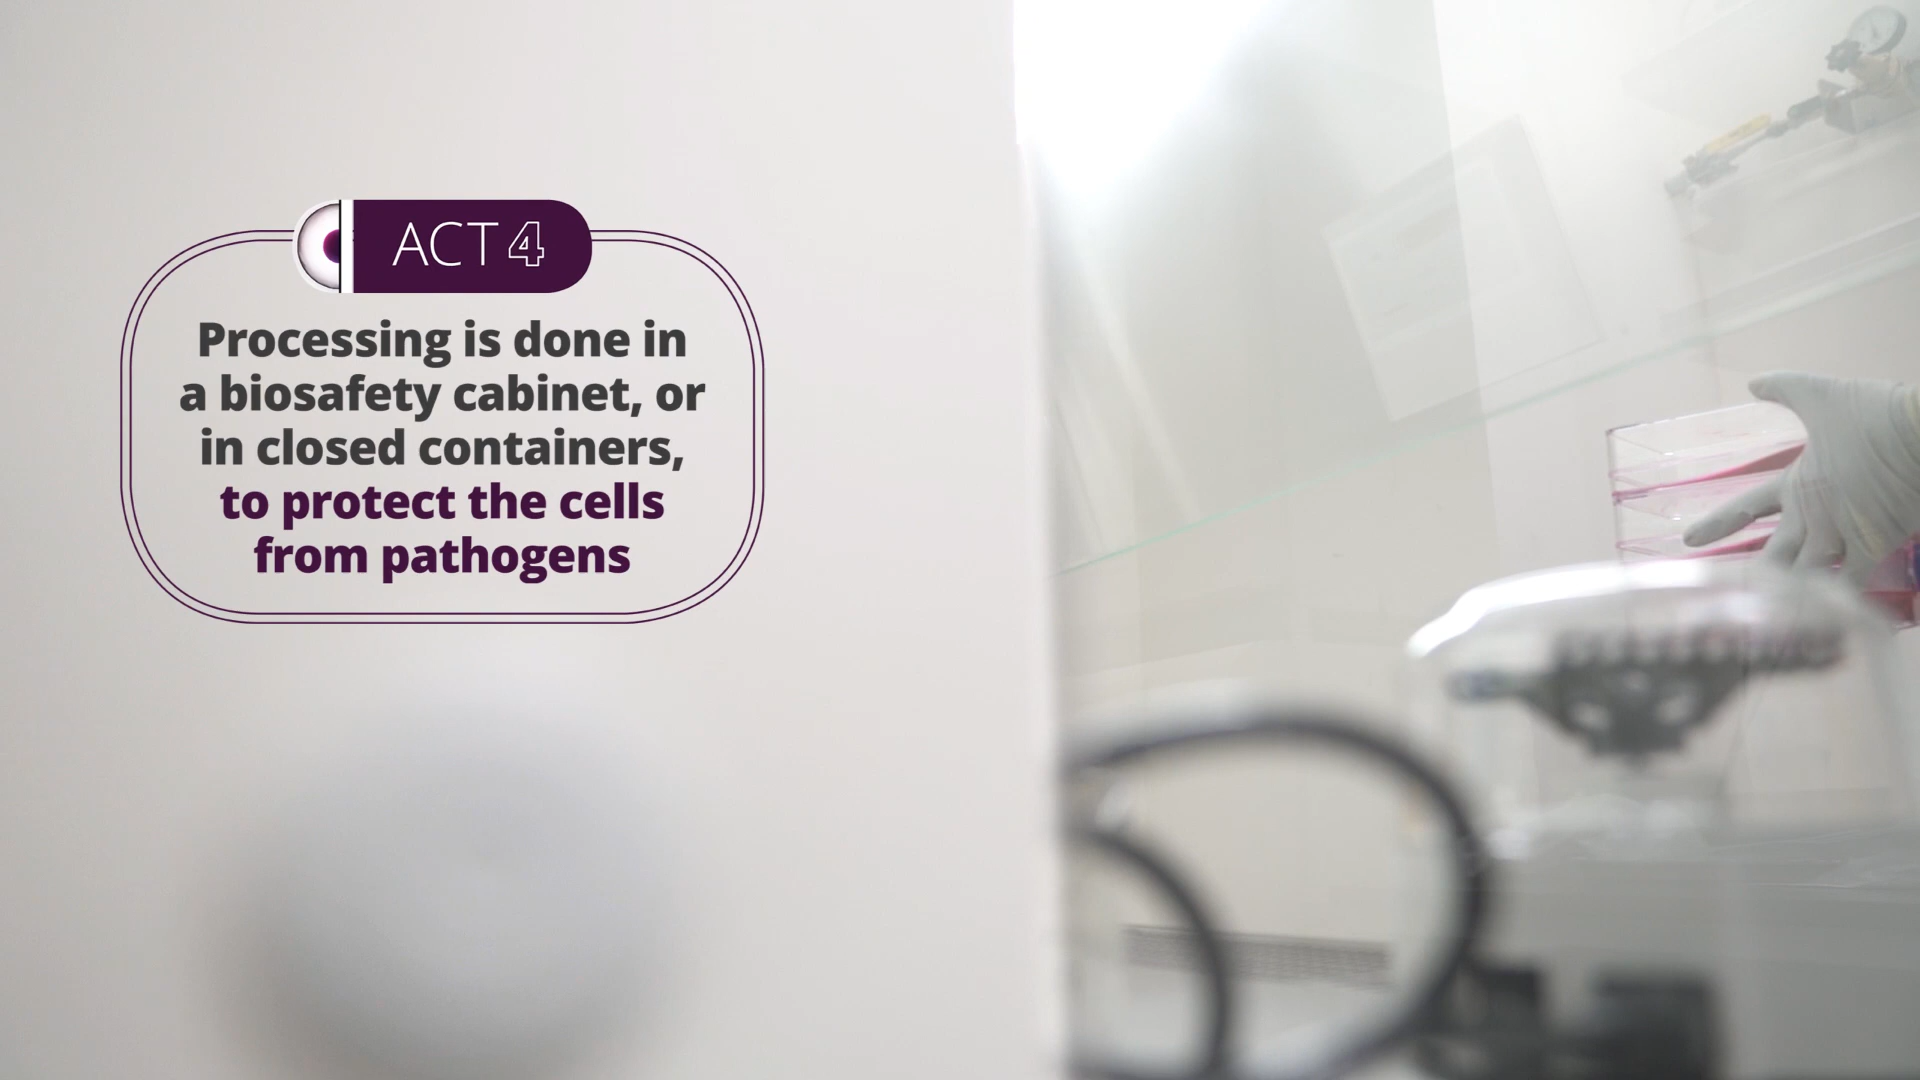 ACT 4
Processing is done in
a biosafety cabinet, or
in closed containers,
to protect the cells
from pathogens